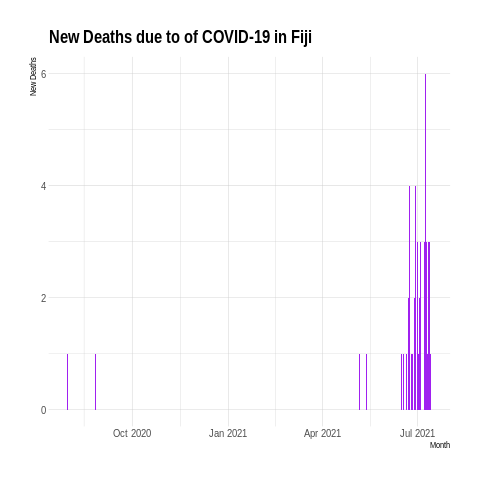 New Deaths due to of COVID-19 in Fiji
New Deaths
6
4
2
0
Oct 2020 Jan 2021 Apr 2021 Jul 2021
Month